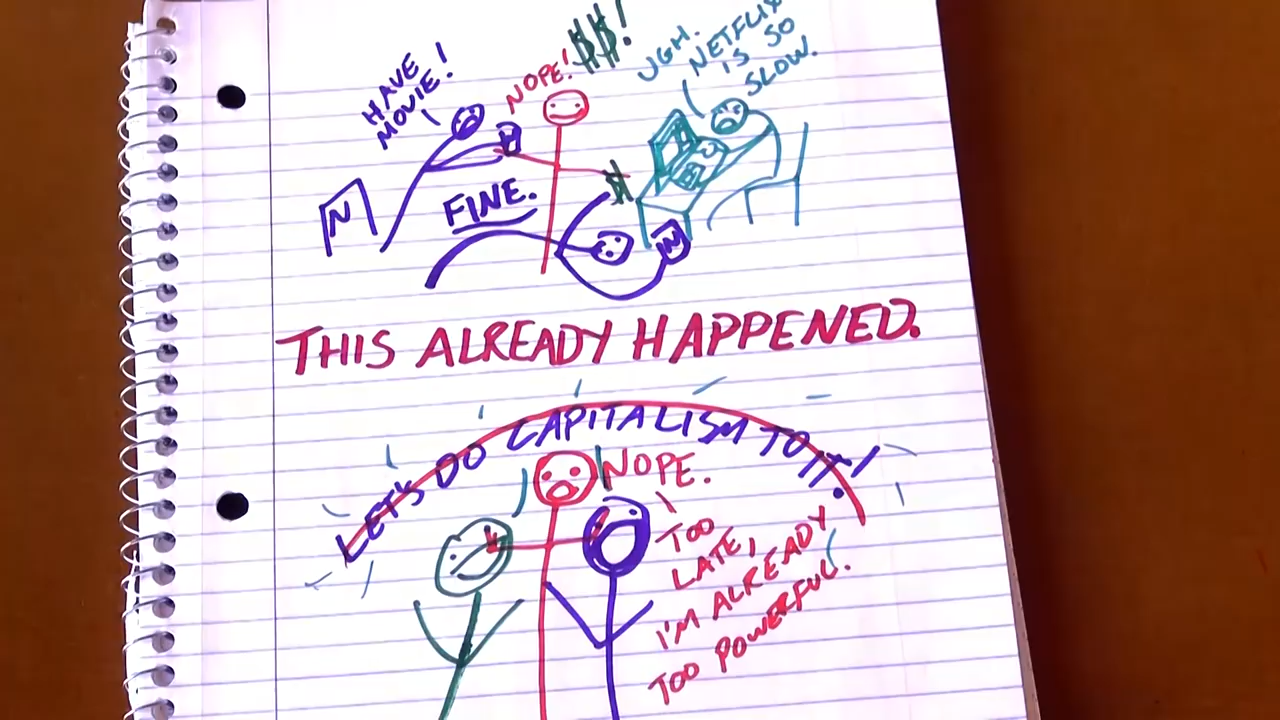 HAVE
MOVIE!
NOPE! $$!
UGH.
NETFLIX
IS SO
SLOW.
N
$
FINE.
N
THIS ALREADY HAPPENED.
LET'S DO CAPITALISM TO IT!
NOPE.
TOO
LATE,
I'M ALREADY
TOO POWERFUL.